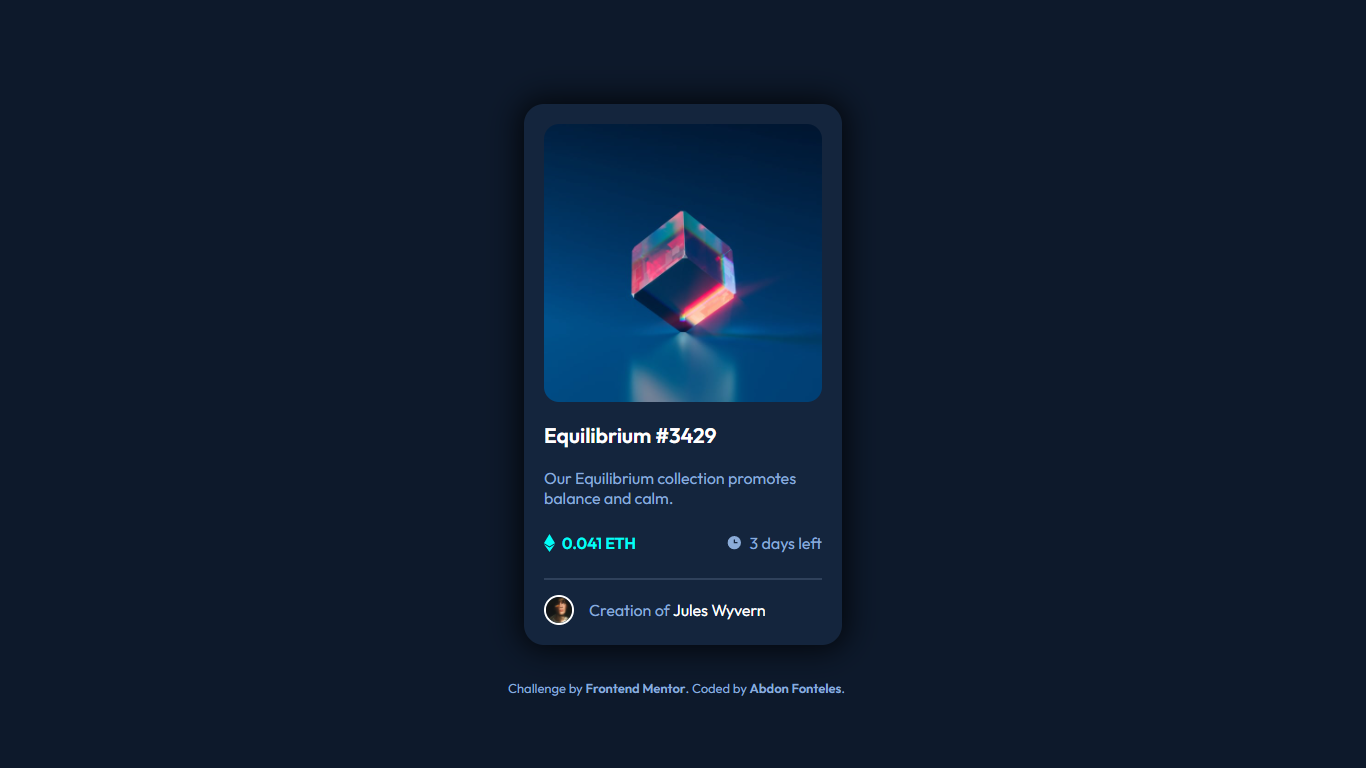 Equilibrium #3429
Our Equilibrium collection promotes
balance and calm.
0.041 ETH 3 days left
Creation of Jules Wyvern
Challenge by Frontend Mentor. Coded by Abdon Fonteles.